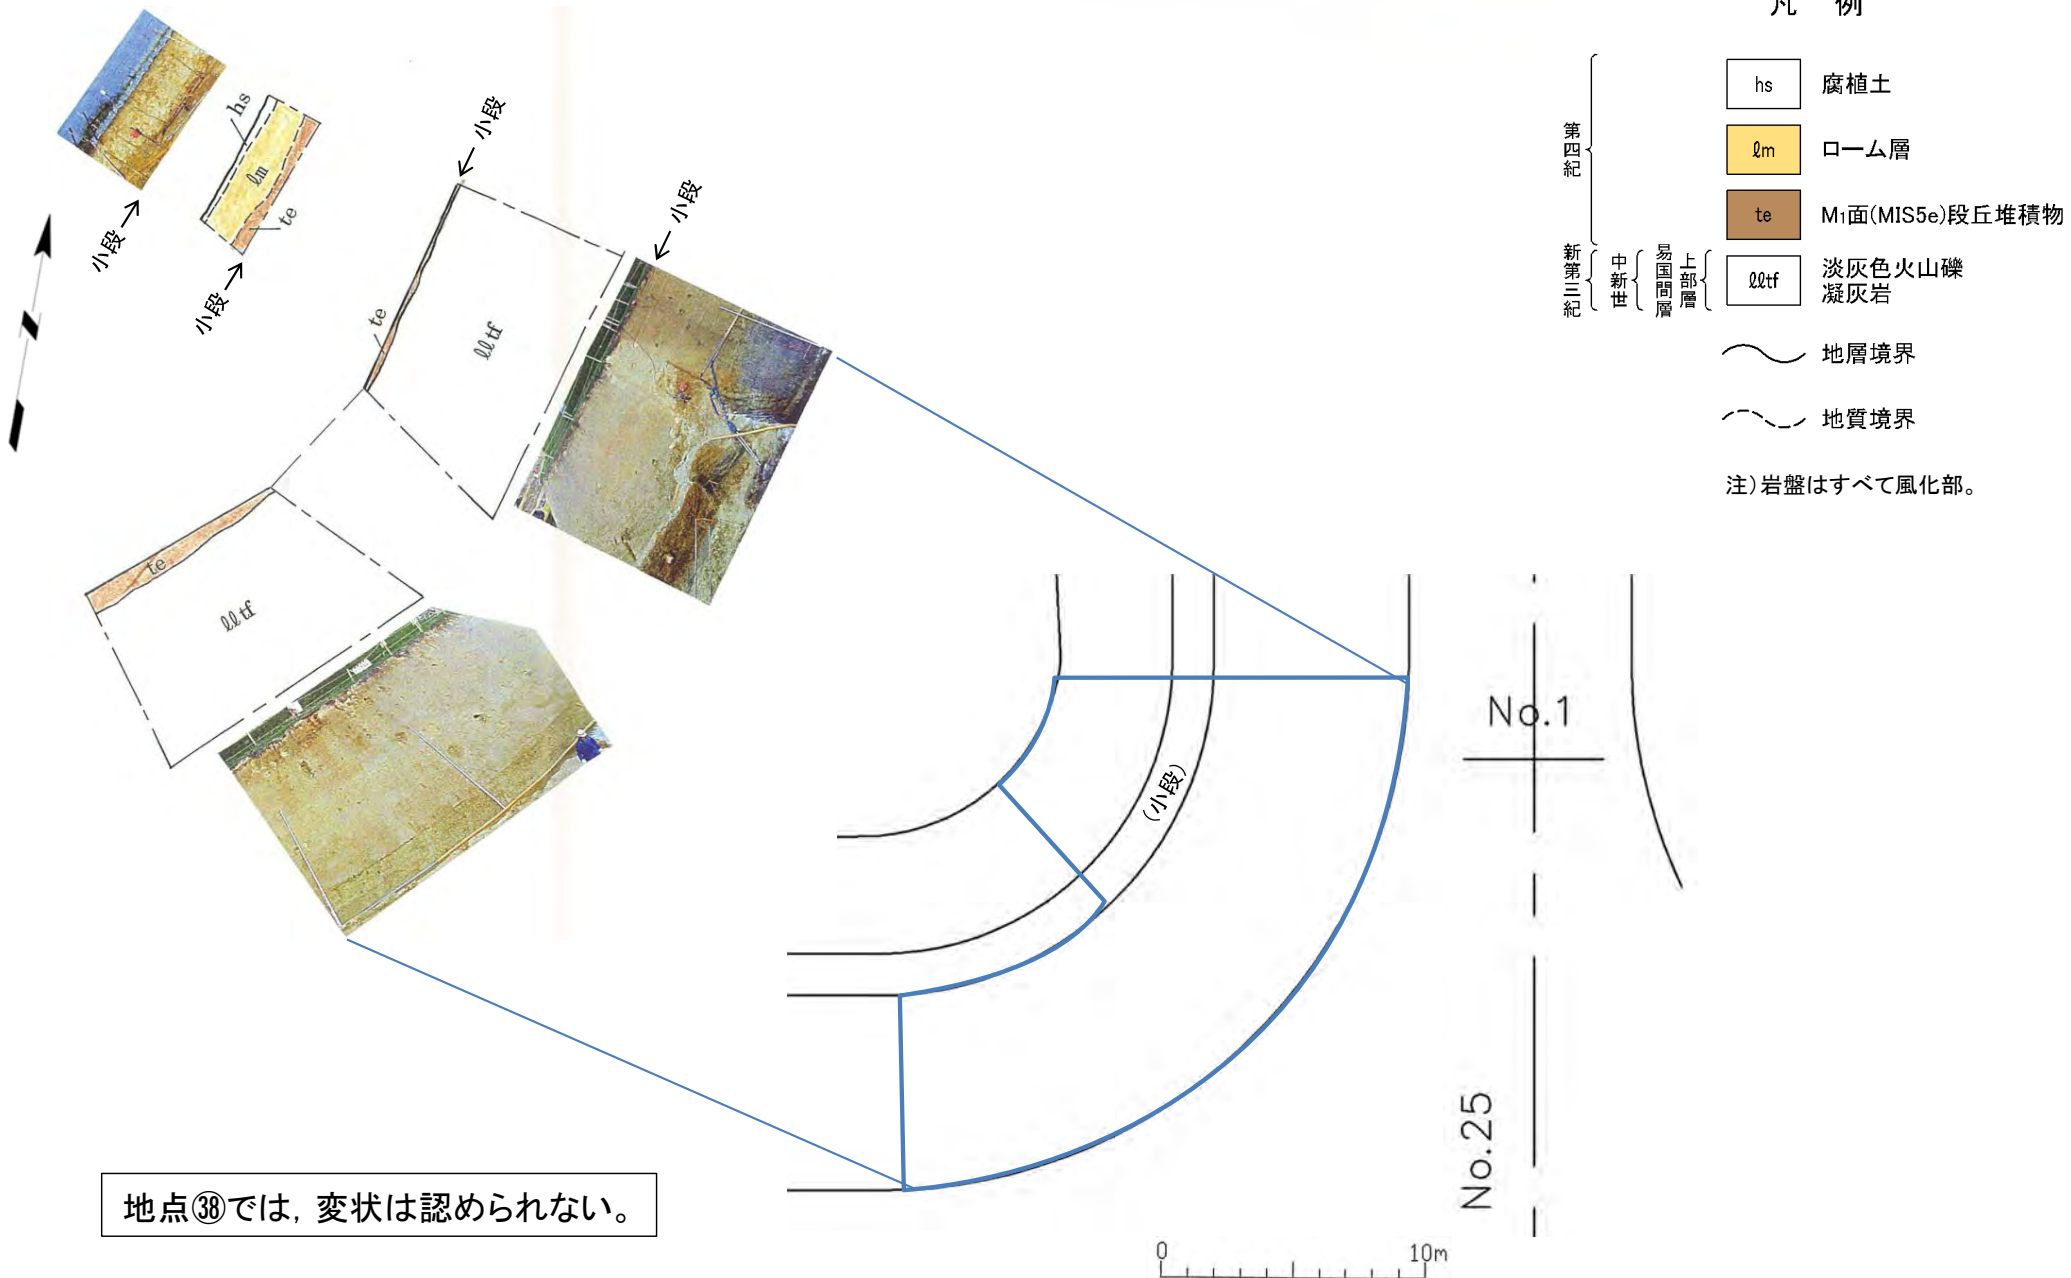 凡 例
第四紀
hs 腐植土
ℓm ローム層
te M₁面(MIS5e)段丘堆積物
新第三紀 中新世 易国間層 上部層
ℓℓtf 淡灰色火山礫
凝灰岩
地層境界
地質境界
注）岩盤はすべて風化部。
hs
ℓm
te
小段
小段
小段
小段
te
ℓℓtf
te
ℓℓtf
（小段）
No.1
No.25
地点㊳では，変状は認められない。
0 10m